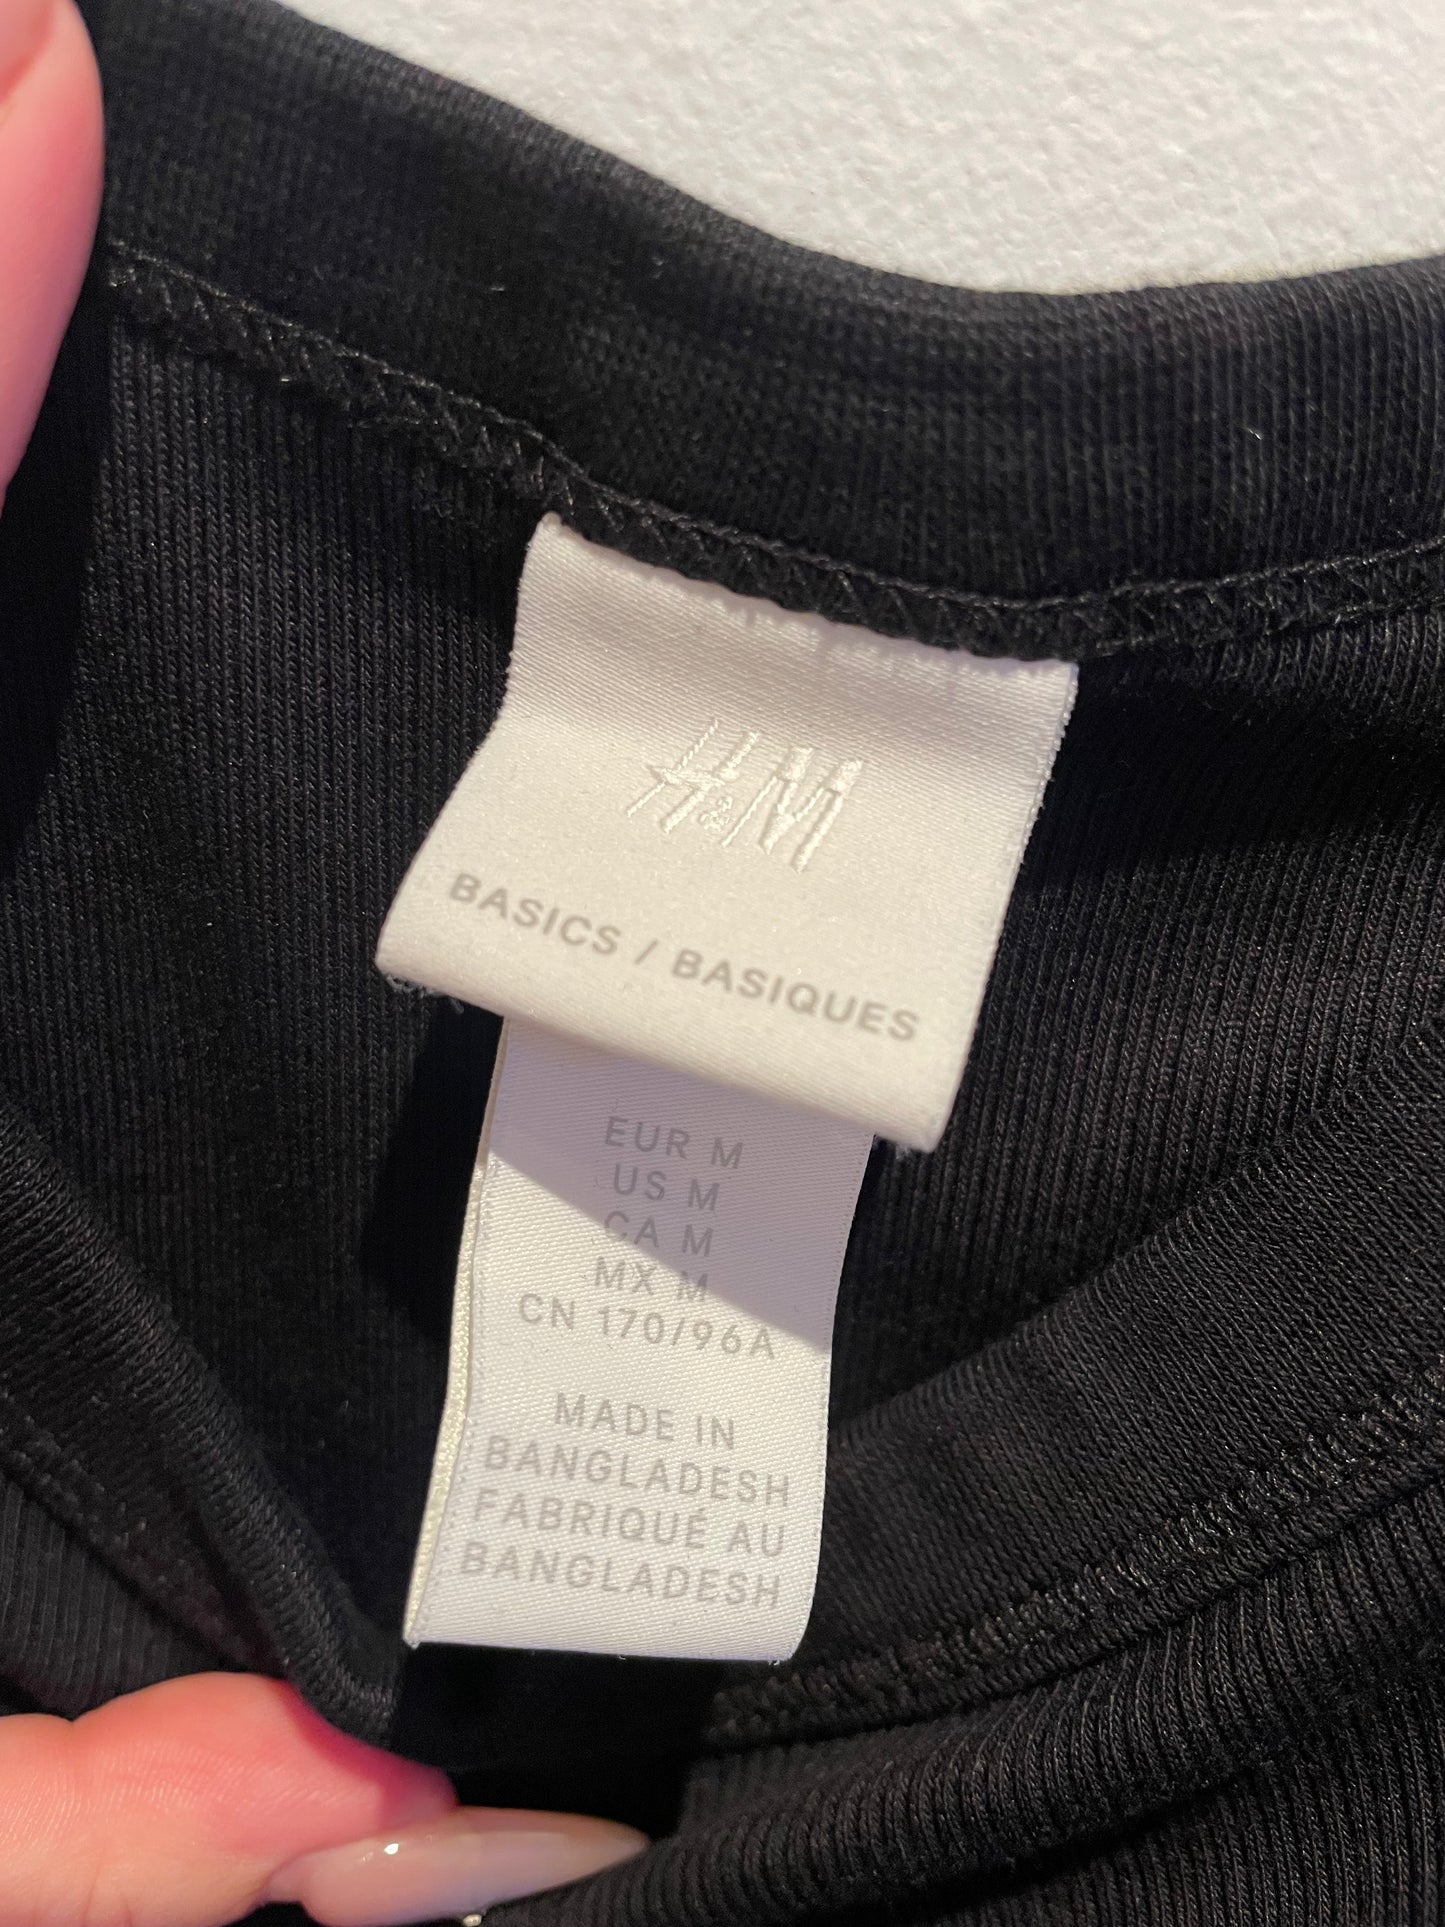 H&M
BASICS / BASIQUES
EUR M
US M
CA M
MX M
CN 170/96A
MADE IN
BANGLADESH
FABRIQUÉ AU
BANGLADESH